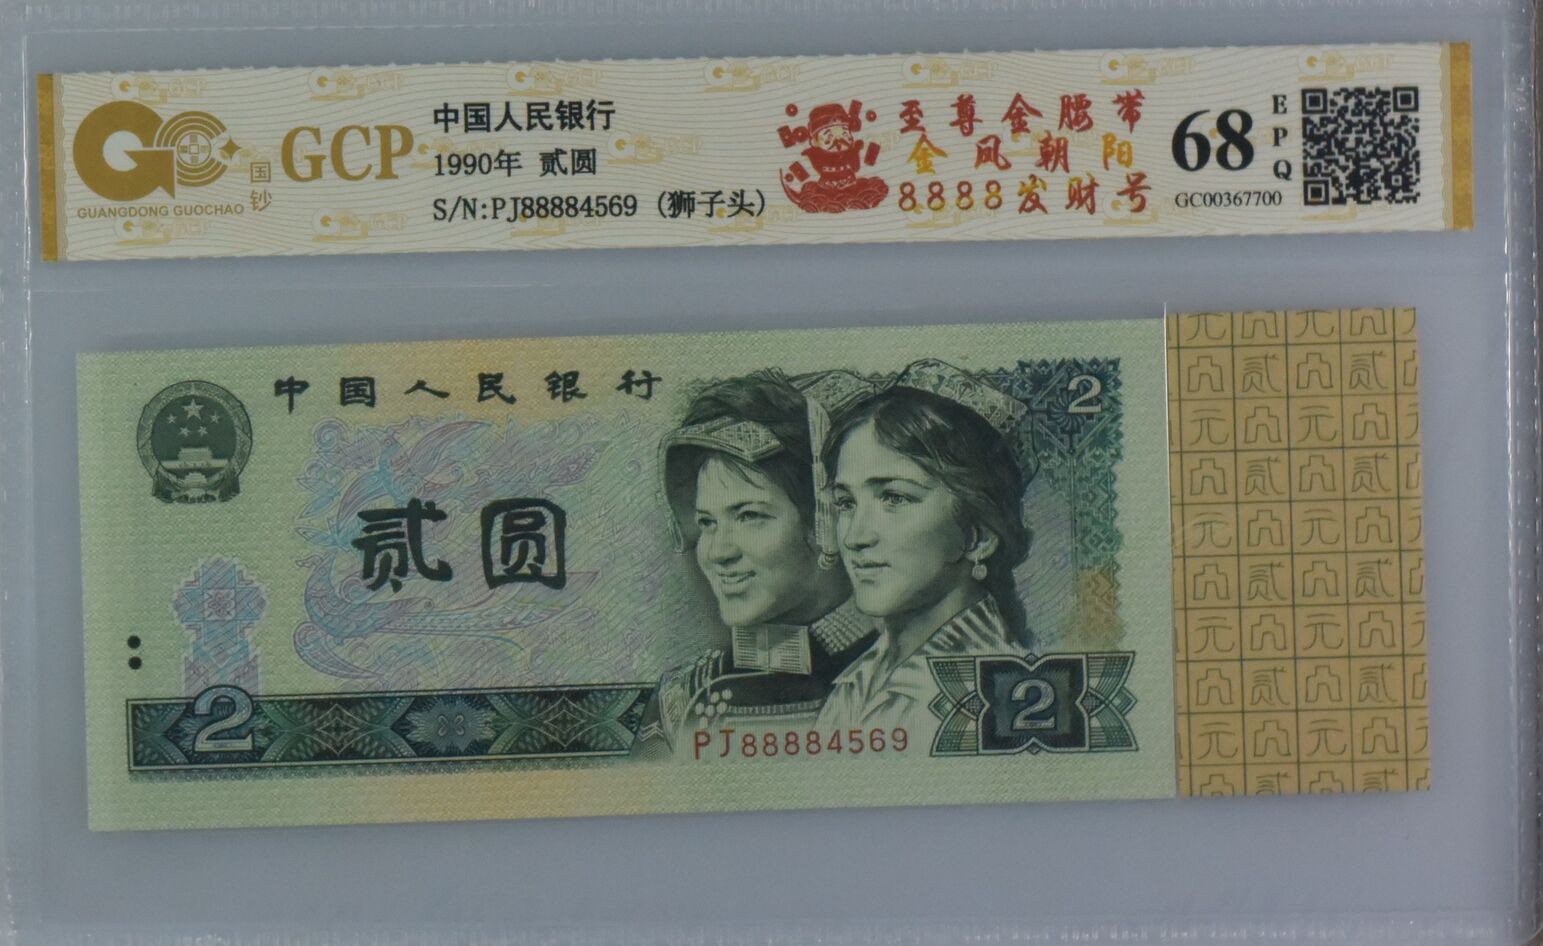 GCP
国钞
GUANGDONG GUOCHAO
中国人民银行
1990年 贰圆
S/N:PJ88884569 (狮子头)
至尊金腰带
金凤朝阳
8888发财号
68
EPQ
GC00367700
中国人民银行
2
贰圆
2
PJ88884569
2